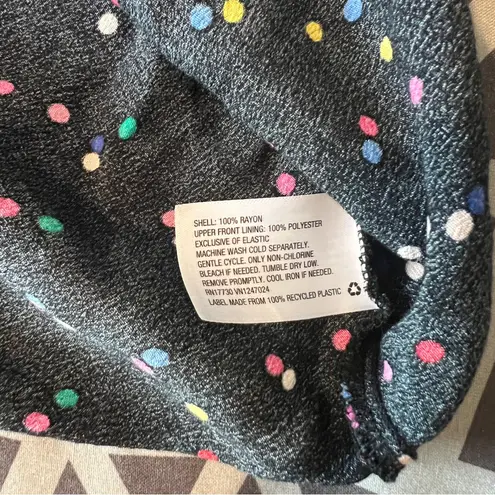 SHELL: 100% RAYON
UPPER FRONT LINING: 100% POLYESTER
EXCLUSIVE OF ELASTIC
MACHINE WASH COLD SEPARATELY.
GENTLE CYCLE. ONLY NON-CHLORINE
BLEACH IF NEEDED. TUMBLE DRY LOW.
REMOVE PROMPTLY. COOL IRON IF NEEDED.
RN17730 VN1247024
LABEL MADE FROM 100% RECYCLED PLASTIC